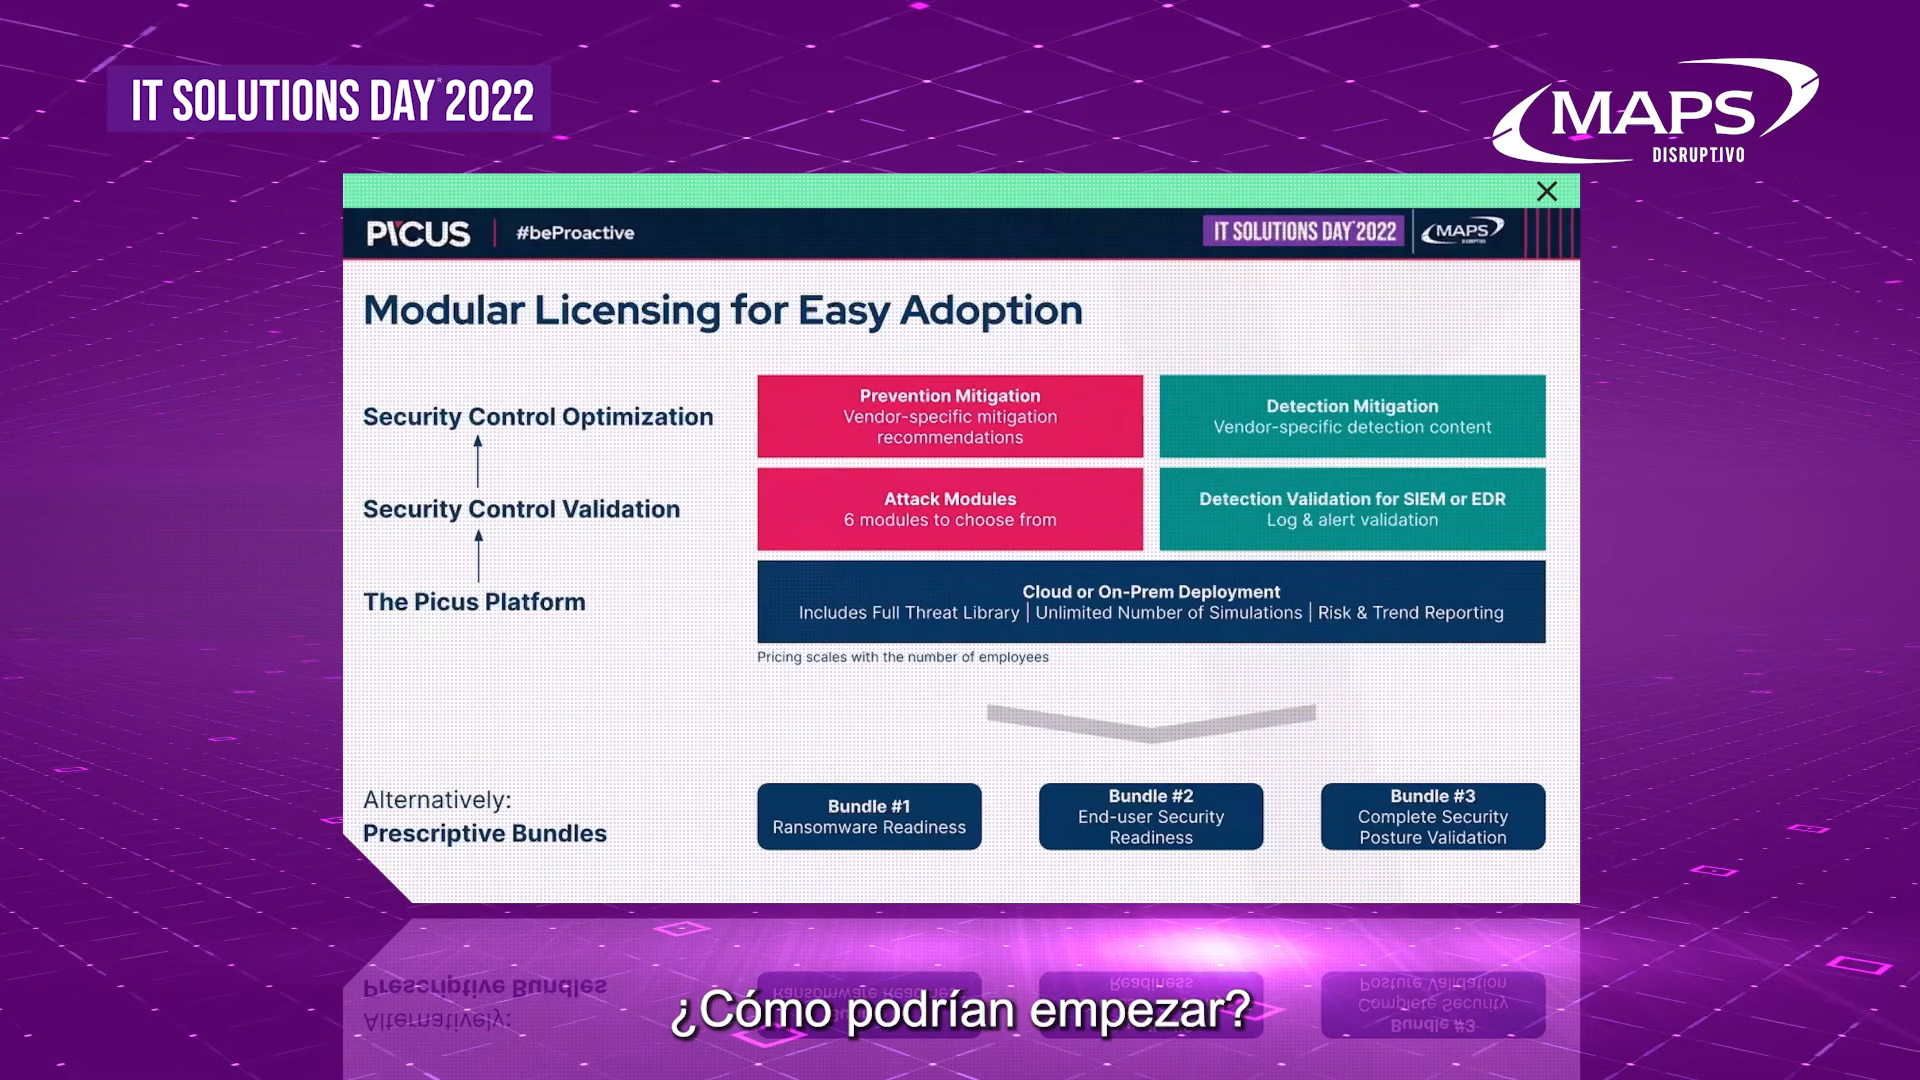 IT SOLUTIONS DAY® 2022
MAPS
DISRUPTIVO
PICUS
#beProactive
IT SOLUTIONS DAY® 2022
MAPS
Modular Licensing for Easy Adoption
Security Control Optimization
Prevention Mitigation
Vendor-specific mitigation
recommendations
Detection Mitigation
Vendor-specific detection content
Security Control Validation
Attack Modules
6 modules to choose from
Detection Validation for SIEM or EDR
Log & alert validation
The Picus Platform
Cloud or On-Prem Deployment
Includes Full Threat Library | Unlimited Number of Simulations | Risk & Trend Reporting
Pricing scales with the number of employees
Alternatively:
Prescriptive Bundles
Bundle #1
Ransomware Readiness
Bundle #2
End-user Security
Readiness
Bundle #3
Complete Security
Posture Validation
¿Cómo podrían empezar?